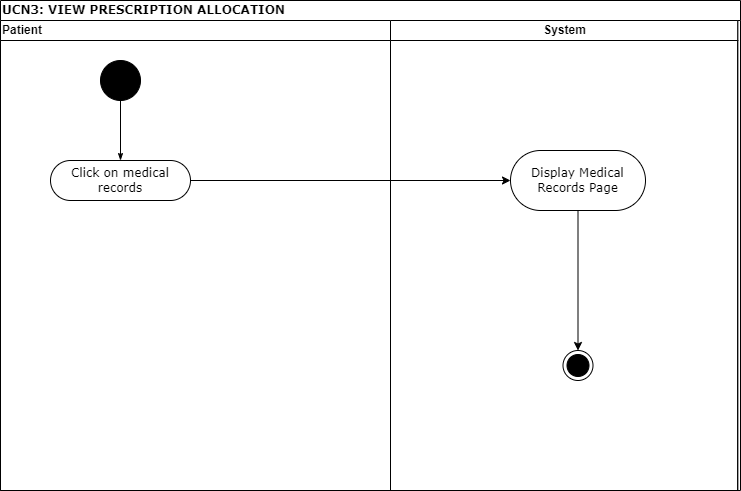 UCN3: VIEW PRESCRIPTION ALLOCATION
Patient
System
Click on medical
records
Display Medical
Records Page